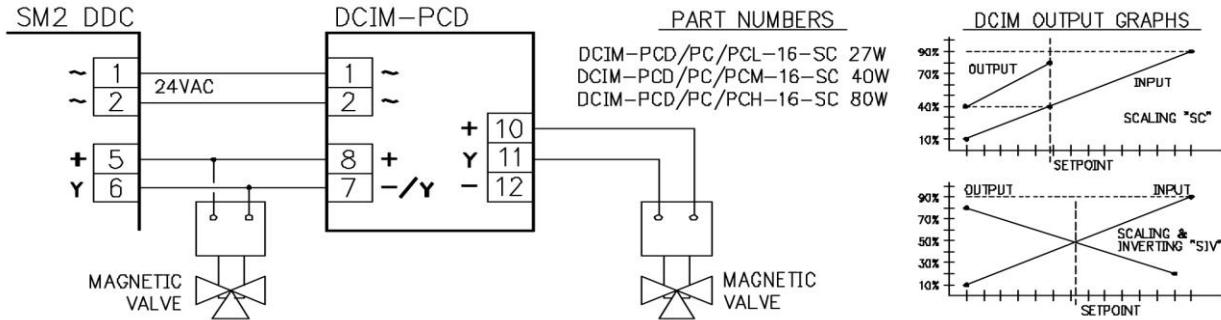 SM2 DDC
~ 1
~ 2
24VAC
+ 5
Y 6
DCIM-PCD
1 ~
2 ~
8 +
7 -/Y
+ 10
Y 11
- 12
MAGNETIC
VALVE
MAGNETIC
VALVE
PART NUMBERS
DCIM-PCD/PC/PCL-16-SC 27W
DCIM-PCD/PC/PCM-16-SC 40W
DCIM-PCD/PC/PCH-16-SC 80W
DCIM OUTPUT GRAPHS
90%
70%
40%
10%
OUTPUT
INPUT
SCALING "SC"
SETPOINT
OUTPUT
INPUT
90%
70%
50%
30%
10%
SCALING &
INVERTING "SIV"
SETPOINT